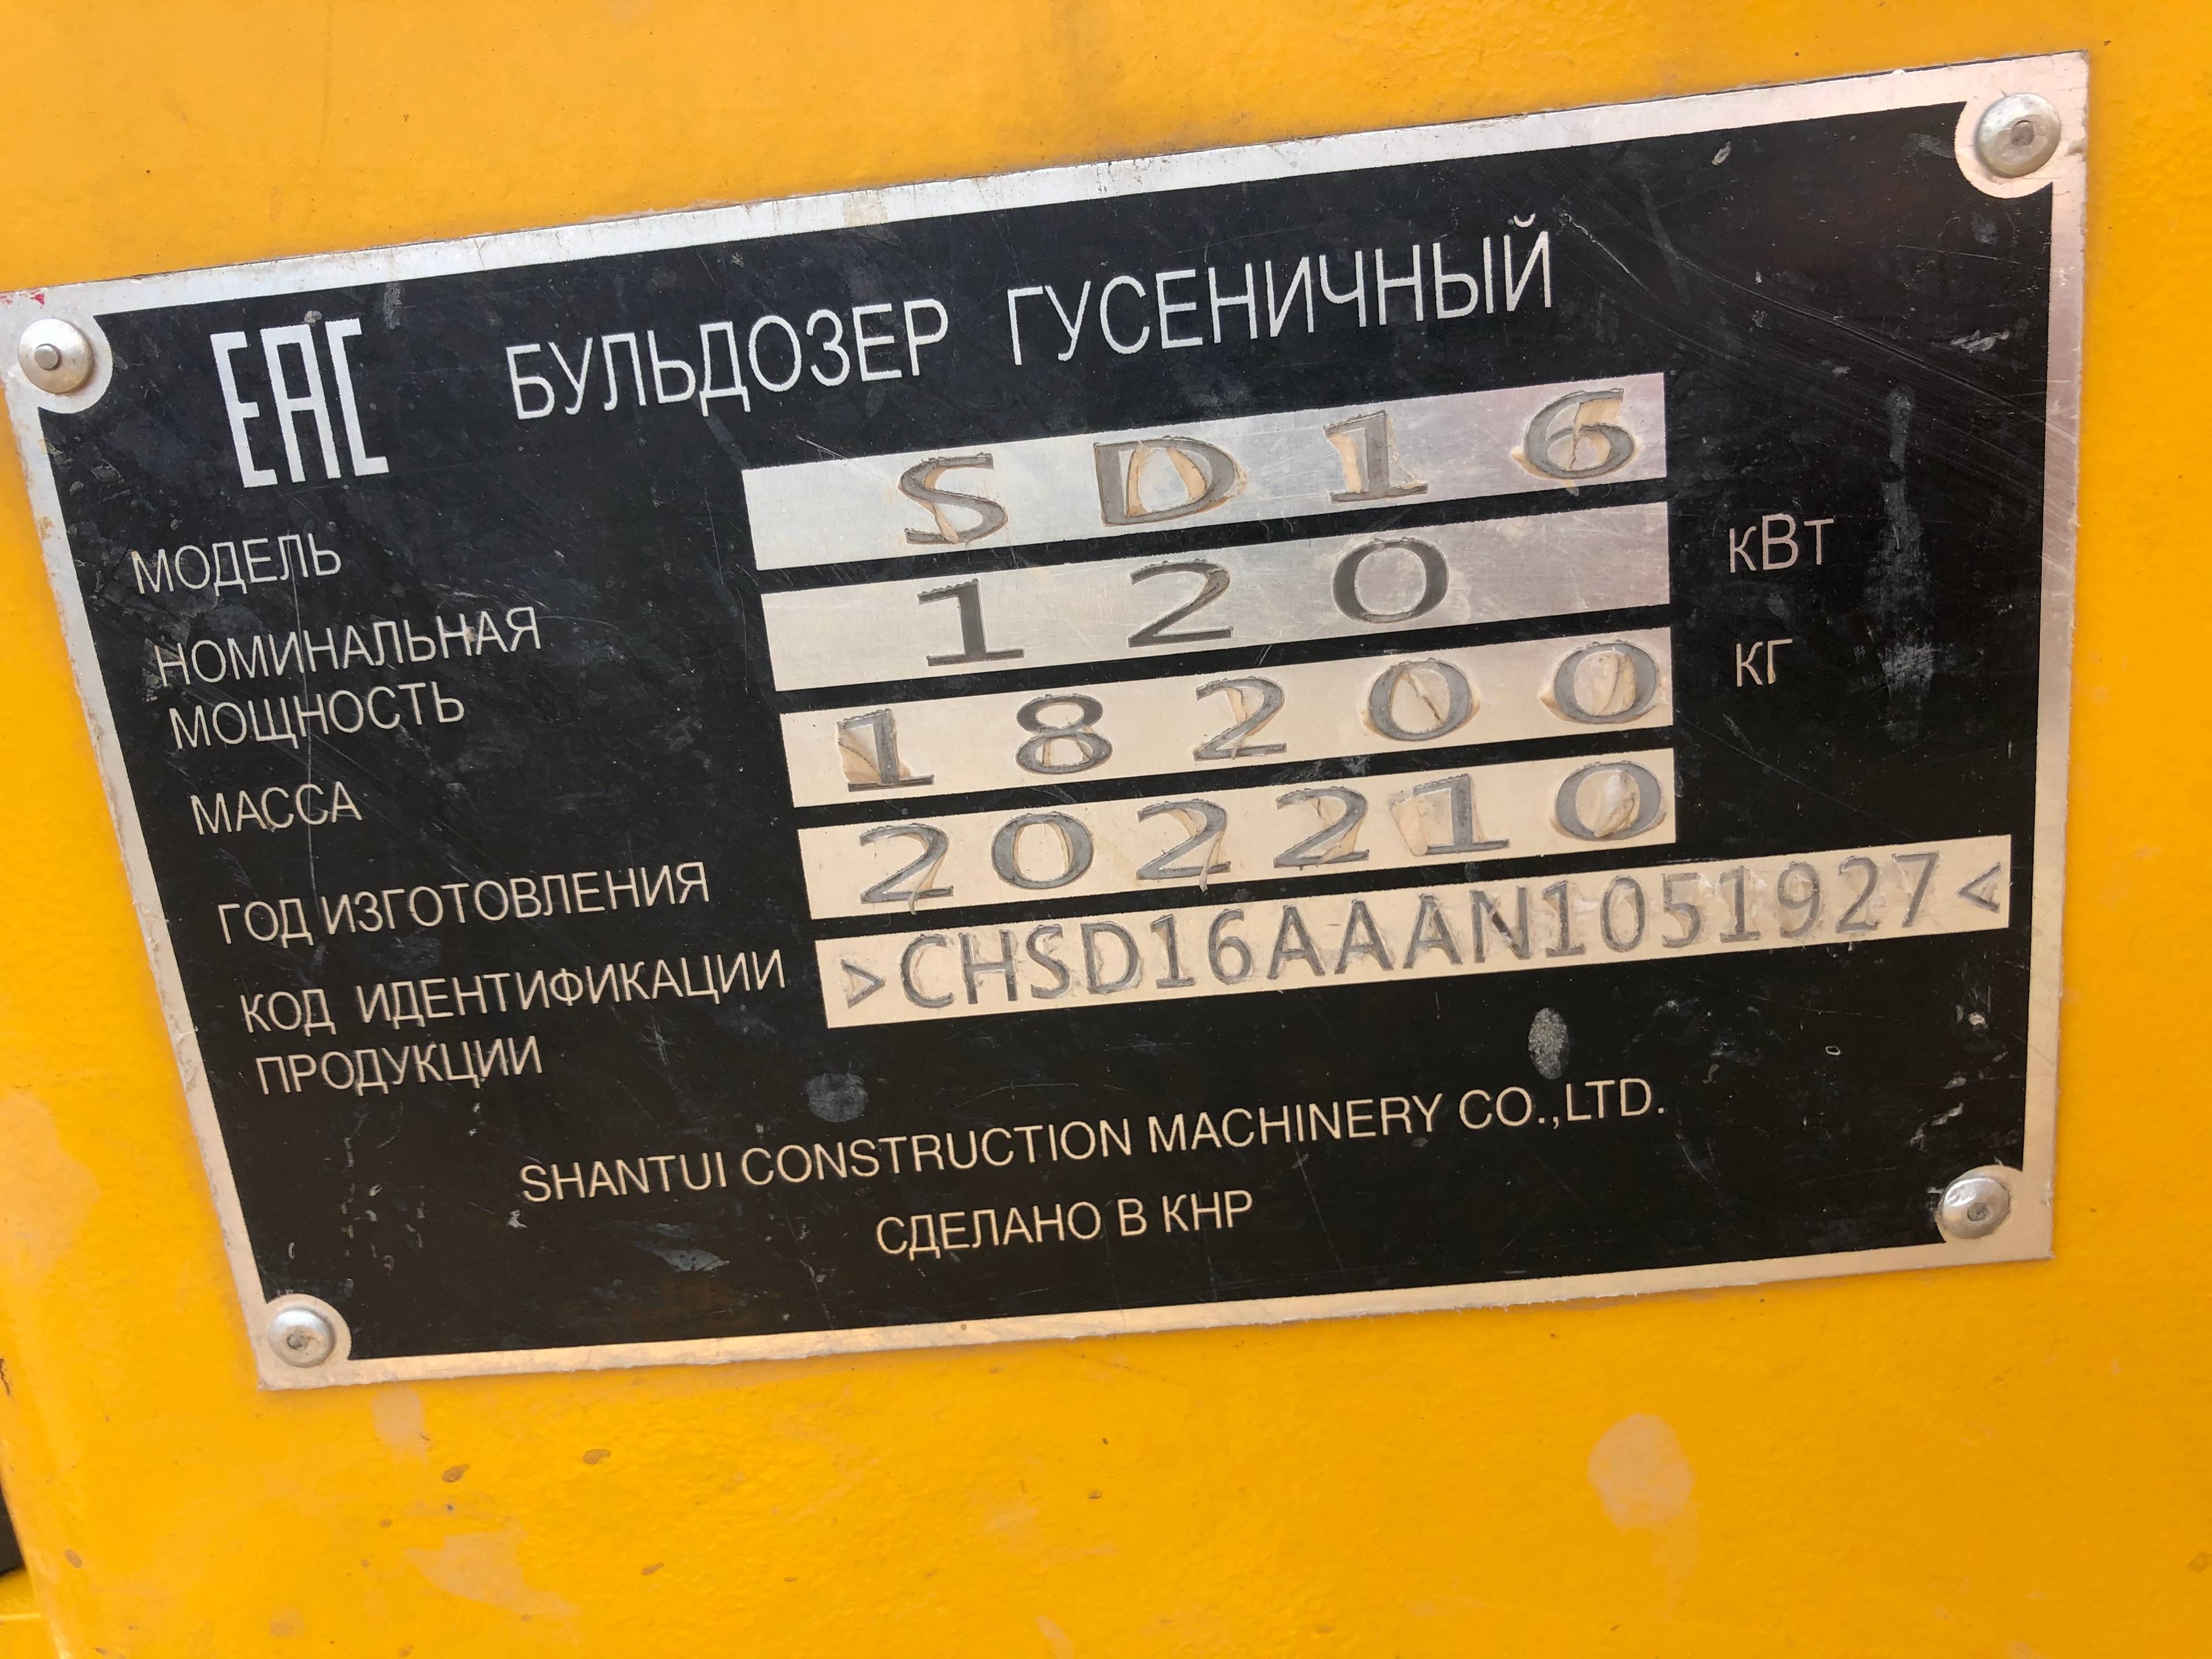 EAC БУЛЬДОЗЕР ГУСЕНИЧНЫЙ
МОДЕЛЬ SD16
НОМИНАЛЬНАЯ
МОЩНОСТЬ 120 кВт
МАССА 18200 КГ
ГОД ИЗГОТОВЛЕНИЯ 202210
КОД ИДЕНТИФИКАЦИИ
ПРОДУКЦИИ >CHSD16AAAN1051927<
SHANTUI CONSTRUCTION MACHINERY CO.,LTD.
СДЕЛАНО В КНР